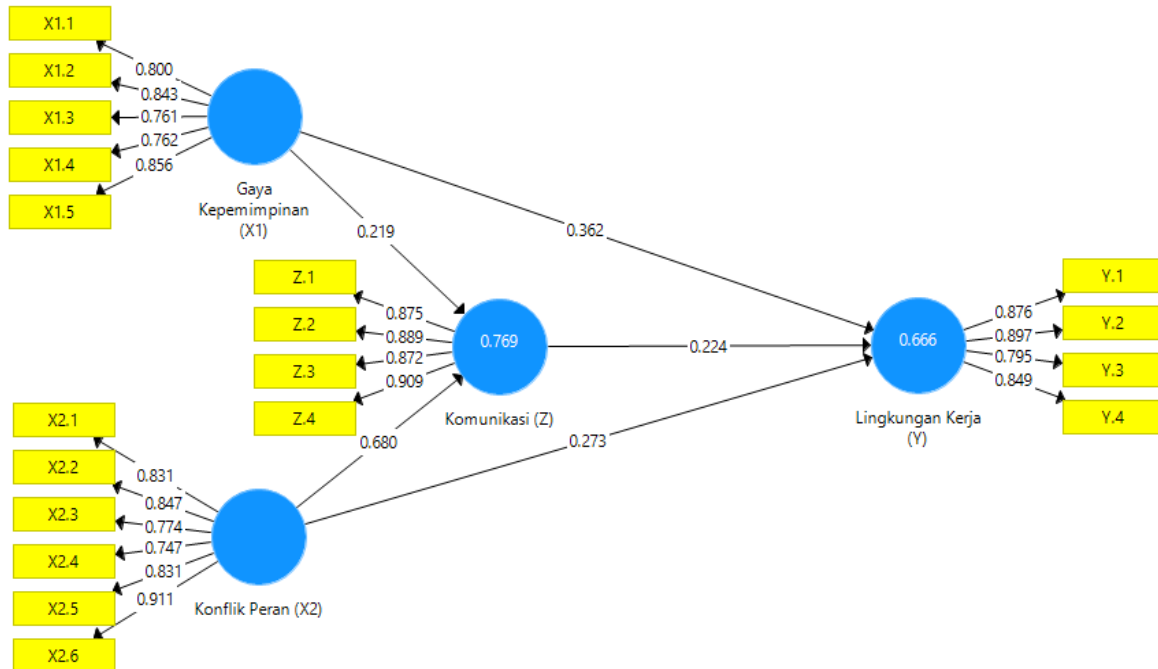 X1.1
X1.2
X1.3
X1.4
X1.5
0.800
0.843
0.761
0.762
0.856
Gaya
Kepemimpinan
(X1)
0.219
0.362
Z.1
Z.2
Z.3
Z.4
0.875
0.889
0.872
0.909
0.769
Komunikasi (Z)
0.224
0.680
0.273
Y.1
Y.2
Y.3
Y.4
0.876
0.897
0.795
0.849
0.666
Lingkungan Kerja
(Y)
X2.1
X2.2
X2.3
X2.4
X2.5
X2.6
0.831
0.847
0.774
0.747
0.831
0.911
Konflik Peran (X2)